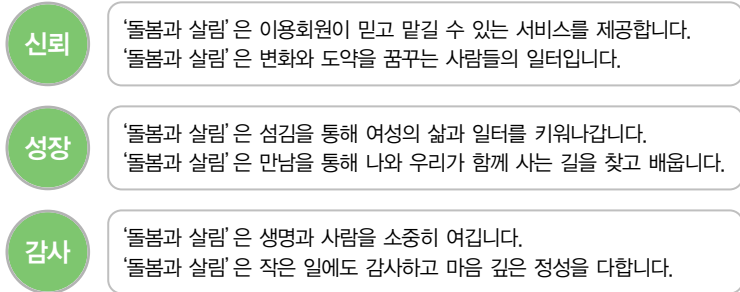 신뢰
‘돌봄과 살림’은 이용회원이 믿고 맡길 수 있는 서비스를 제공합니다.
‘돌봄과 살림’은 변화와 도약을 꿈꾸는 사람들의 일터입니다.
성장
‘돌봄과 살림’은 섬김을 통해 여성의 삶과 일터를 키워나갑니다.
‘돌봄과 살림’은 만남을 통해 나와 우리가 함께 사는 길을 찾고 배웁니다.
감사
‘돌봄과 살림’은 생명과 사람을 소중히 여깁니다.
‘돌봄과 살림’은 작은 일에도 감사하고 마음 깊은 정성을 다합니다.